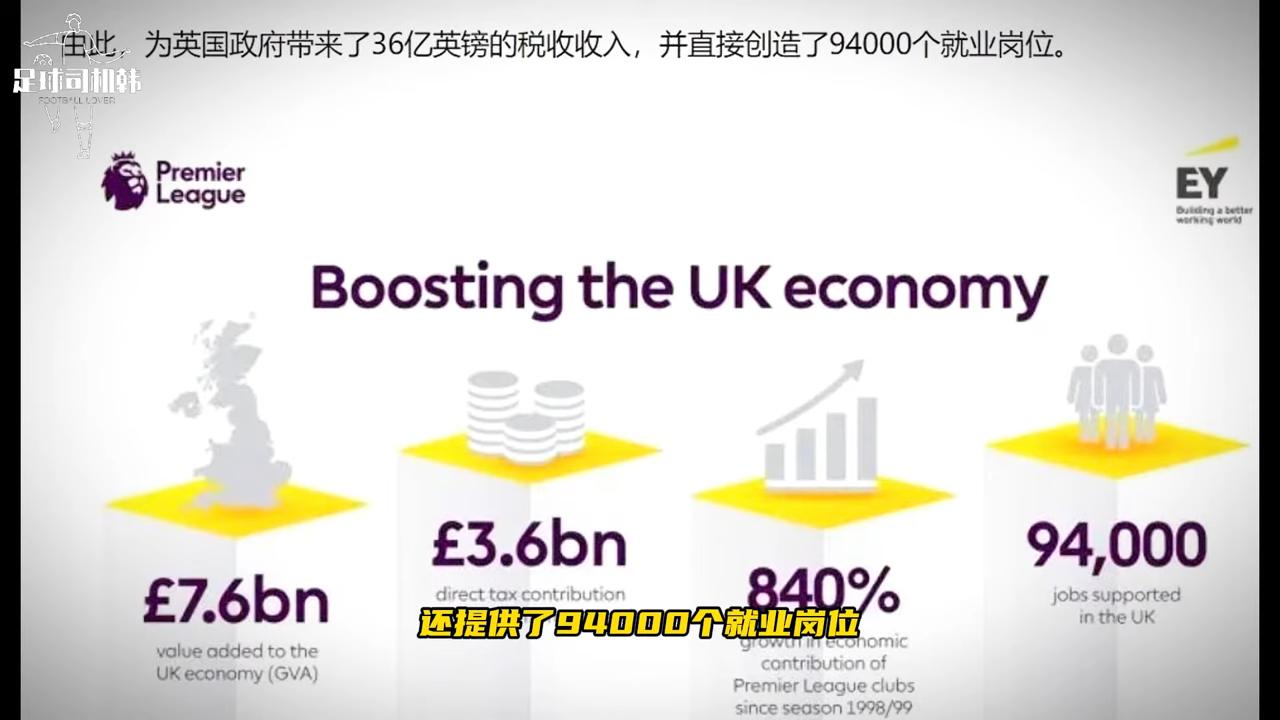 由此，为英国政府带来了36亿英镑的税收收入，并直接创造了94000个就业岗位。
足球司机韩
FOOTBALL LOVER
Premier
League
EY
Building a better
working world
Boosting the UK economy
£7.6bn
value added to the
UK economy (GVA)
£3.6bn
direct tax contribution
840%
growth in economic
contribution of
Premier League clubs
since season 1998/99
94,000
jobs supported
in the UK
还提供了94000个就业岗位